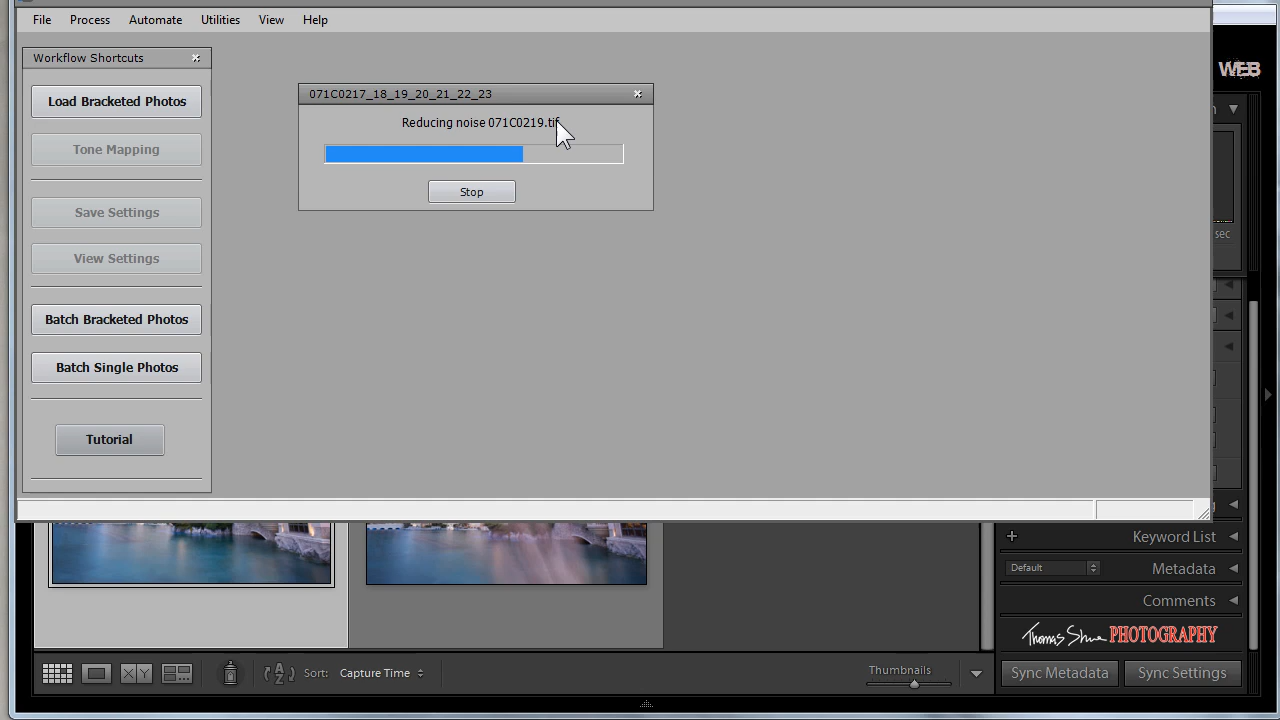 File Process Automate Utilities View Help
WEB
Workflow Shortcuts
Load Bracketed Photos
Tone Mapping
Save Settings
View Settings
Batch Bracketed Photos
Batch Single Photos
Tutorial
071C0217_18_19_20_21_22_23
Reducing noise 071C0219.tif
Stop
sec
Keyword List
Default
Metadata
Comments
Thomas Shue PHOTOGRAPHY
XY
Sort: Capture Time
Thumbnails
Sync Metadata
Sync Settings